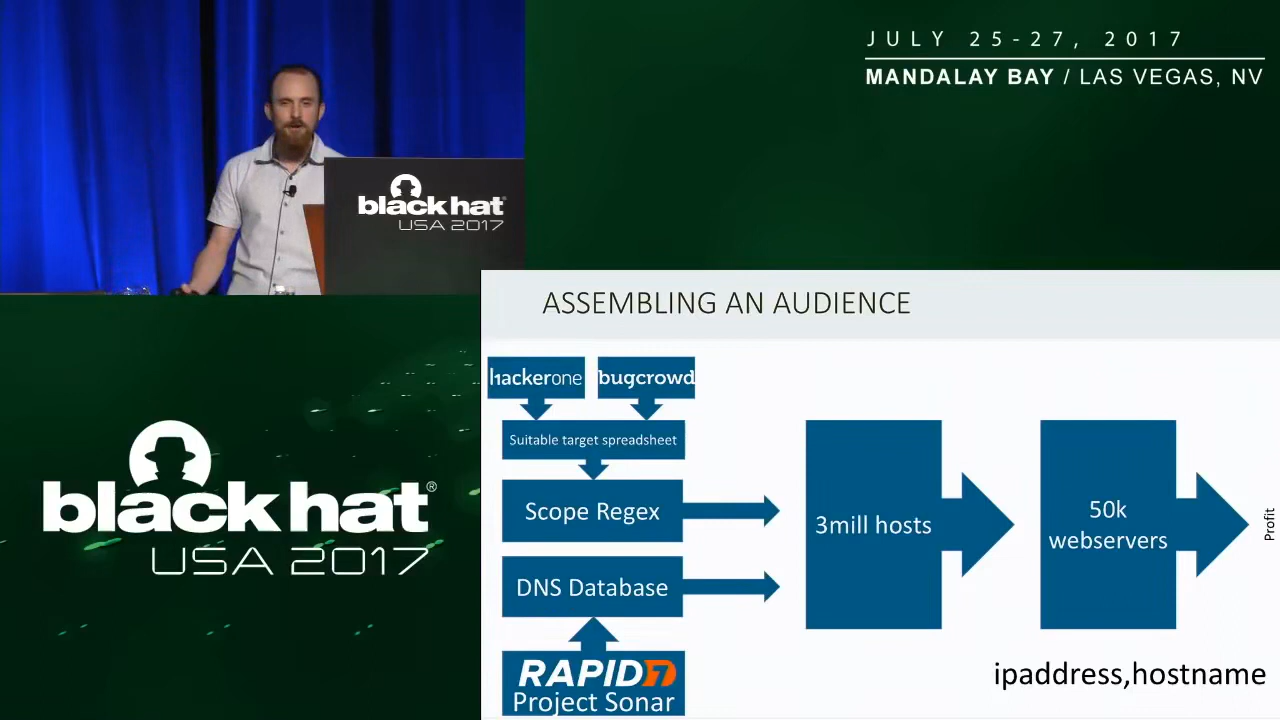 JULY 25-27, 2017
MANDALAY BAY / LAS VEGAS, NV
black hat®
USA 2017
ASSEMBLING AN AUDIENCE
hackerone
bugcrowd
Suitable target spreadsheet
Scope Regex
DNS Database
RAPID7
Project Sonar
3mill hosts
50k
webservers
Profit
ipaddress,hostname
black hat®
USA 2017